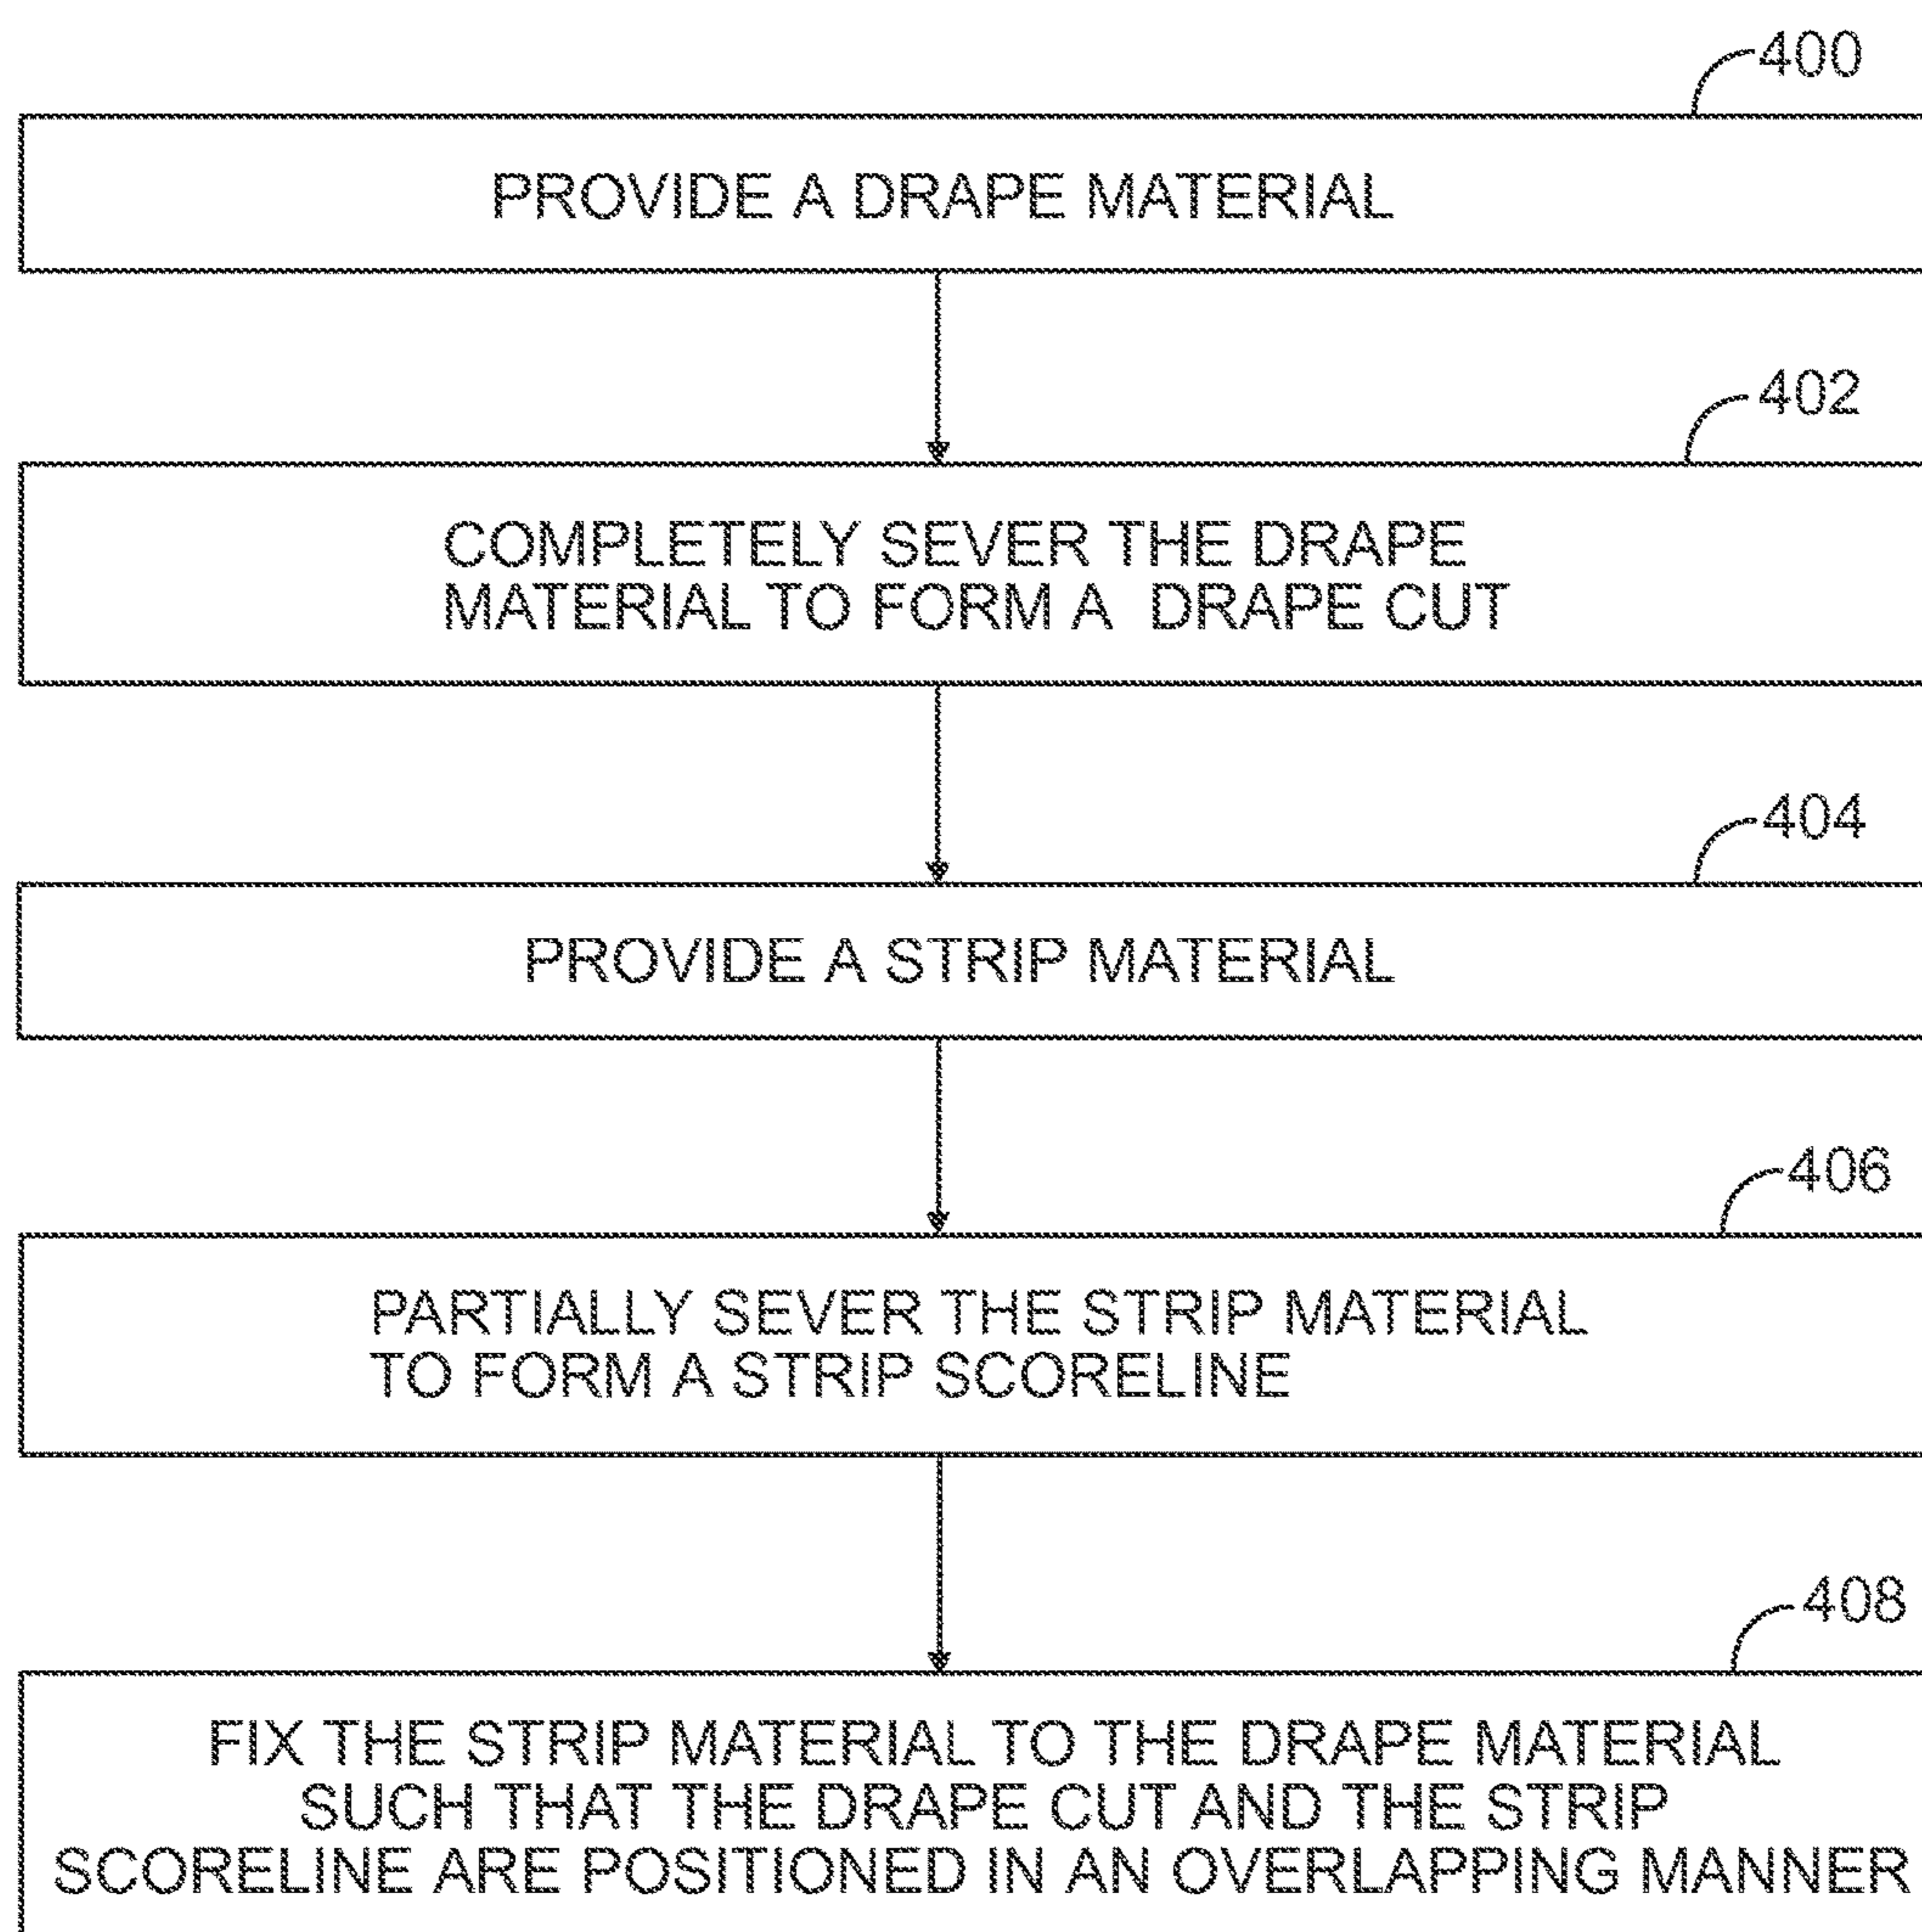 400
PROVIDE A DRAPE MATERIAL
402
COMPLETELY SEVER THE DRAPE
MATERIAL TO FORM A DRAPE CUT
404
PROVIDE A STRIP MATERIAL
406
PARTIALLY SEVER THE STRIP MATERIAL
TO FORM A STRIP SCORELINE
408
FIX THE STRIP MATERIAL TO THE DRAPE MATERIAL
SUCH THAT THE DRAPE CUT AND THE STRIP
SCORELINE ARE POSITIONED IN AN OVERLAPPING MANNER